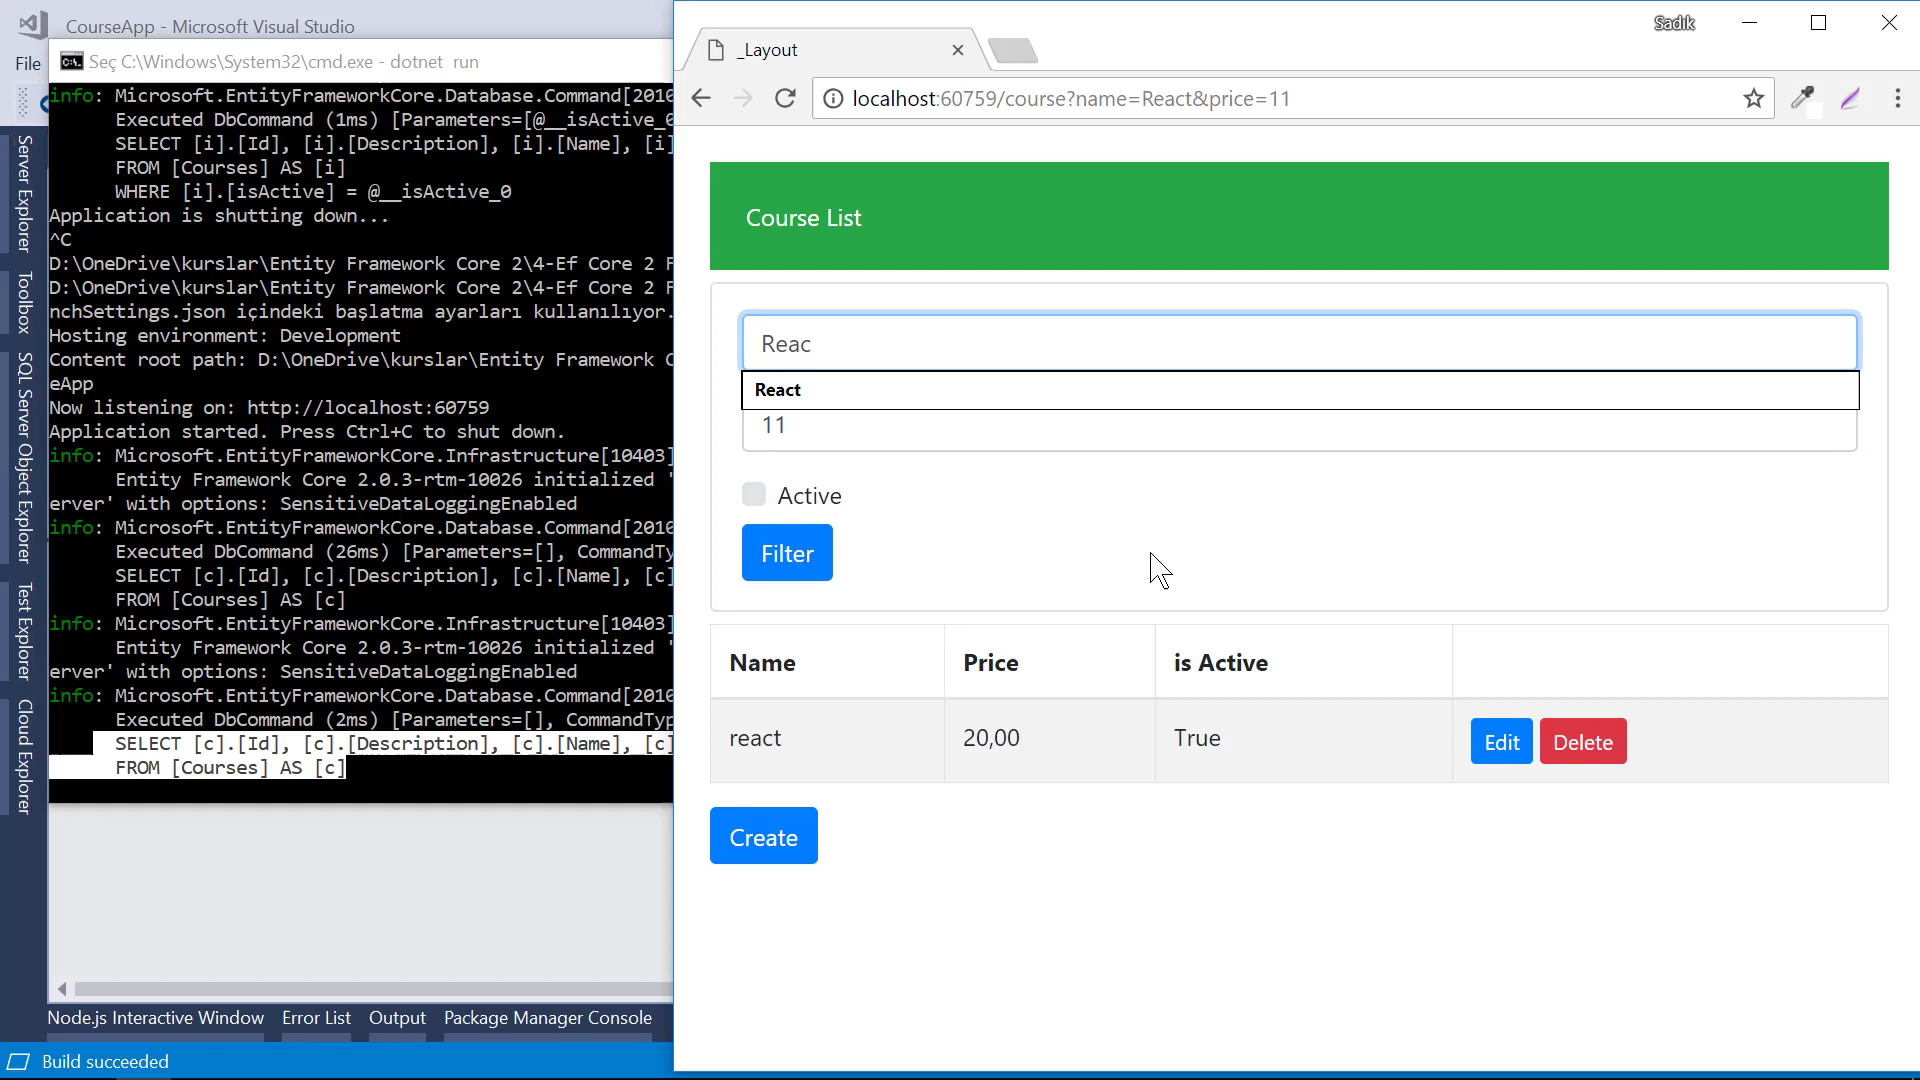 CourseApp - Microsoft Visual Studio
File
Seç C:\Windows\System32\cmd.exe - dotnet  run
info: Microsoft.EntityFrameworkCore.Database.Command[2010
Executed DbCommand (1ms) [Parameters=[@__isActive_0
SELECT [i].[Id], [i].[Description], [i].[Name], [i]
FROM [Courses] AS [i]
WHERE [i].[isActive] = @__isActive_0
Application is shutting down...
^C
D:\OneDrive\kurslar\Entity Framework Core 2\4-Ef Core 2 F
D:\OneDrive\kurslar\Entity Framework Core 2\4-Ef Core 2 F
nchSettings.json içindeki başlatma ayarları kullanılıyor.
Hosting environment: Development
Content root path: D:\OneDrive\kurslar\Entity Framework C
eApp
Now listening on: http://localhost:60759
Application started. Press Ctrl+C to shut down.
info: Microsoft.EntityFrameworkCore.Infrastructure[10403]
Entity Framework Core 2.0.3-rtm-10026 initialized '
erver' with options: SensitiveDataLoggingEnabled
info: Microsoft.EntityFrameworkCore.Database.Command[2010
Executed DbCommand (26ms) [Parameters=[], CommandTy
SELECT [c].[Id], [c].[Description], [c].[Name], [c]
FROM [Courses] AS [c]
info: Microsoft.EntityFrameworkCore.Infrastructure[10403]
Entity Framework Core 2.0.3-rtm-10026 initialized '
erver' with options: SensitiveDataLoggingEnabled
info: Microsoft.EntityFrameworkCore.Database.Command[2010
Executed DbCommand (2ms) [Parameters=[], CommandTyp
SELECT [c].[Id], [c].[Description], [c].[Name], [c]
FROM [Courses] AS [c]
Server Explorer
Toolbox
SQL Server Object Explorer
Test Explorer
Cloud Explorer
Node.js Interactive Window Error List Output Package Manager Console
Build succeeded
_Layout
Sadik
localhost:60759/course?name=React&price=11
Course List
Reac
React
11
Active
Filter
Name Price is Active
react 20,00 True Edit Delete
Create